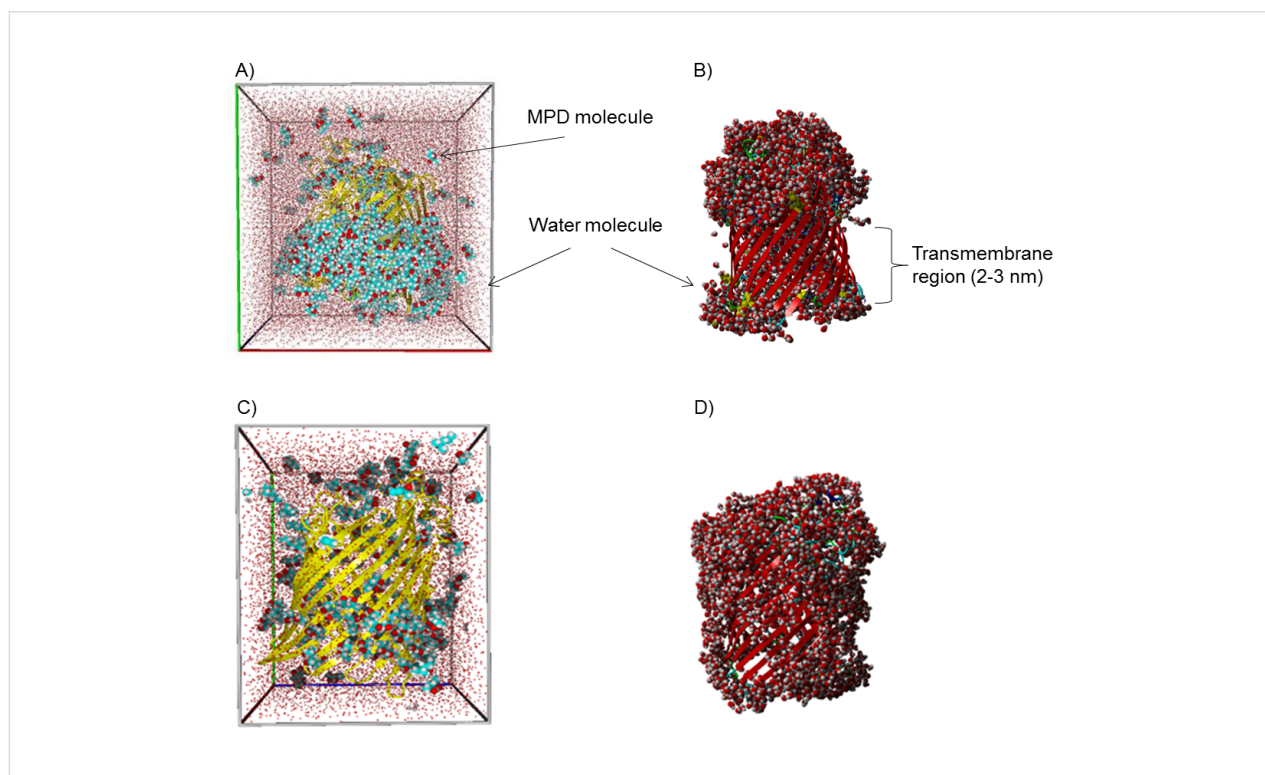 A)
B)
MPD molecule
Water molecule
Transmembrane
region (2-3 nm)
C)
D)